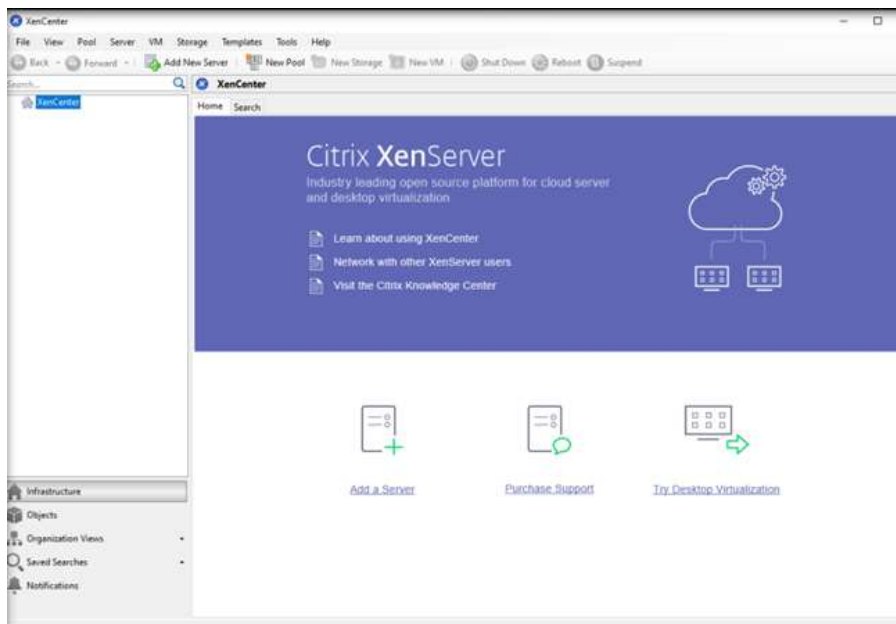 XenCenter
File View Pool Server VM Storage Templates Tools Help
Back Forward Add New Server New Pool New Storage New VM Shut Down Reboot Suspend
Search...
XenCenter
XenCenter
Home Search
Citrix XenServer
Industry leading open source platform for cloud server
and desktop virtualization
Learn about using XenCenter
Network with other XenServer users
Visit the Citrix Knowledge Center
Add a Server Purchase Support Try Desktop Virtualization
Infrastructure
Objects
Organization Views
Saved Searches
Notifications